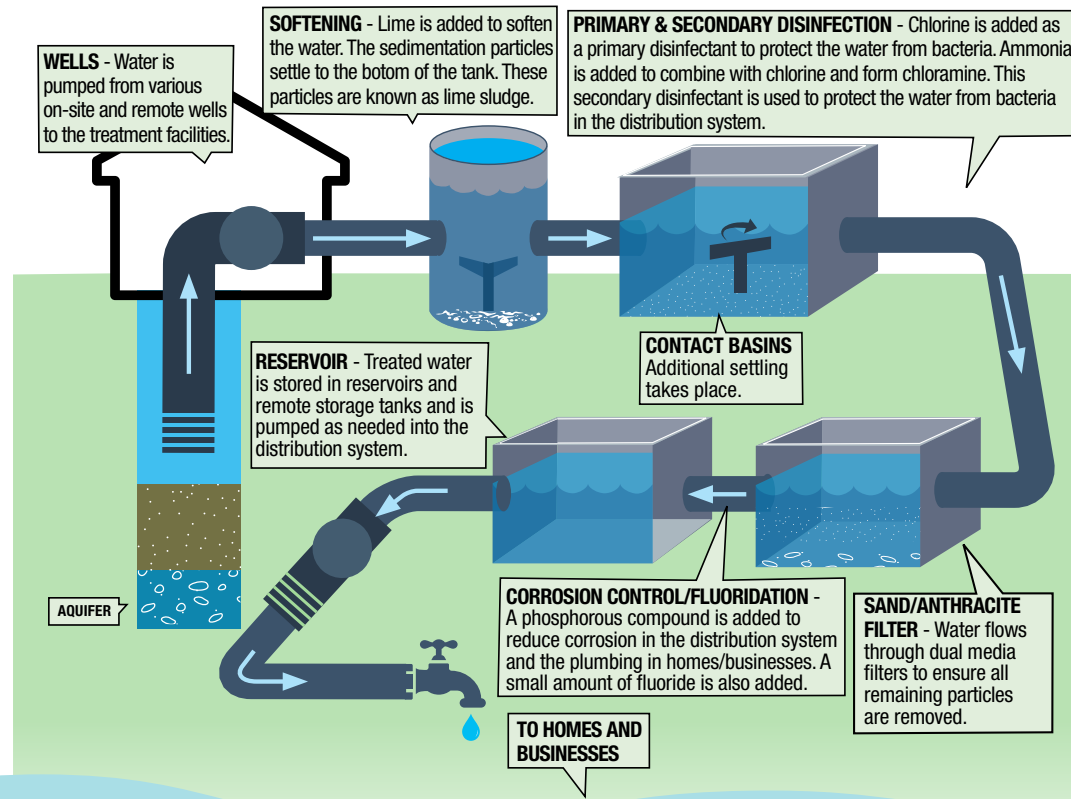 WELLS - Water is
pumped from various
on-site and remote wells
to the treatment facilities.
SOFTENING - Lime is added to soften
the water. The sedimentation particles
settle to the botom of the tank. These
particles are known as lime sludge.
PRIMARY & SECONDARY DISINFECTION - Chlorine is added as
a primary disinfectant to protect the water from bacteria. Ammonia
is added to combine with chlorine and form chloramine. This
secondary disinfectant is used to protect the water from bacteria
in the distribution system.
CONTACT BASINS
Additional settling
takes place.
RESERVOIR - Treated water
is stored in reservoirs and
remote storage tanks and is
pumped as needed into the
distribution system.
AQUIFER
CORROSION CONTROL/FLUORIDATION -
A phosphorous compound is added to
reduce corrosion in the distribution system
and the plumbing in homes/businesses. A
small amount of fluoride is also added.
SAND/ANTHRACITE
FILTER - Water flows
through dual media
filters to ensure all
remaining particles
are removed.
TO HOMES AND
BUSINESSES